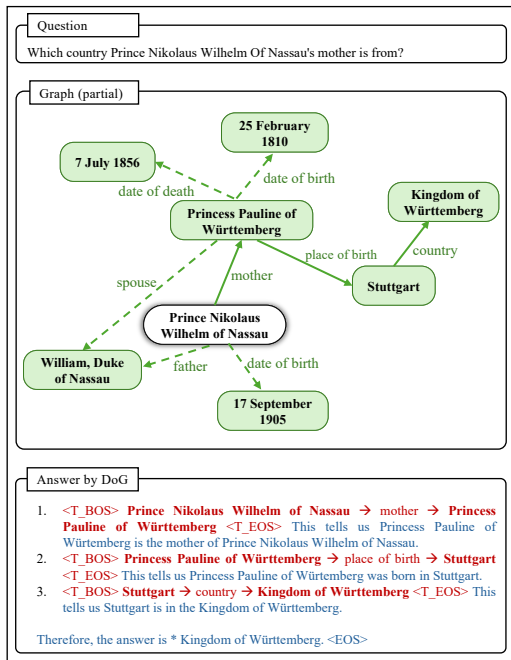 Question
Which country Prince Nikolaus Wilhelm Of Nassau's mother is from?
Graph (partial)
25 February
1810
7 July 1856
date of death
date of birth
Kingdom of
Württemberg
Princess Pauline of
Württemberg
place of birth
country
spouse
mother
Stuttgart
Prince Nikolaus
Wilhelm of Nassau
William, Duke
of Nassau
father
date of birth
17 September
1905
Answer by DoG
1. <T_BOS> Prince Nikolaus Wilhelm of Nassau → mother → Princess
Pauline of Württemberg <T_EOS> This tells us Princess Pauline of
Würtemberg is the mother of Prince Nikolaus Wilhelm of Nassau.
2. <T_BOS> Princess Pauline of Württemberg → place of birth → Stuttgart
<T_EOS> This tells us Princess Pauline of Würtemberg was born in Stuttgart.
3. <T_BOS> Stuttgart → country → Kingdom of Württemberg <T_EOS> This
tells us Stuttgart is in the Kingdom of Württemberg.
Therefore, the answer is * Kingdom of Württemberg. <EOS>